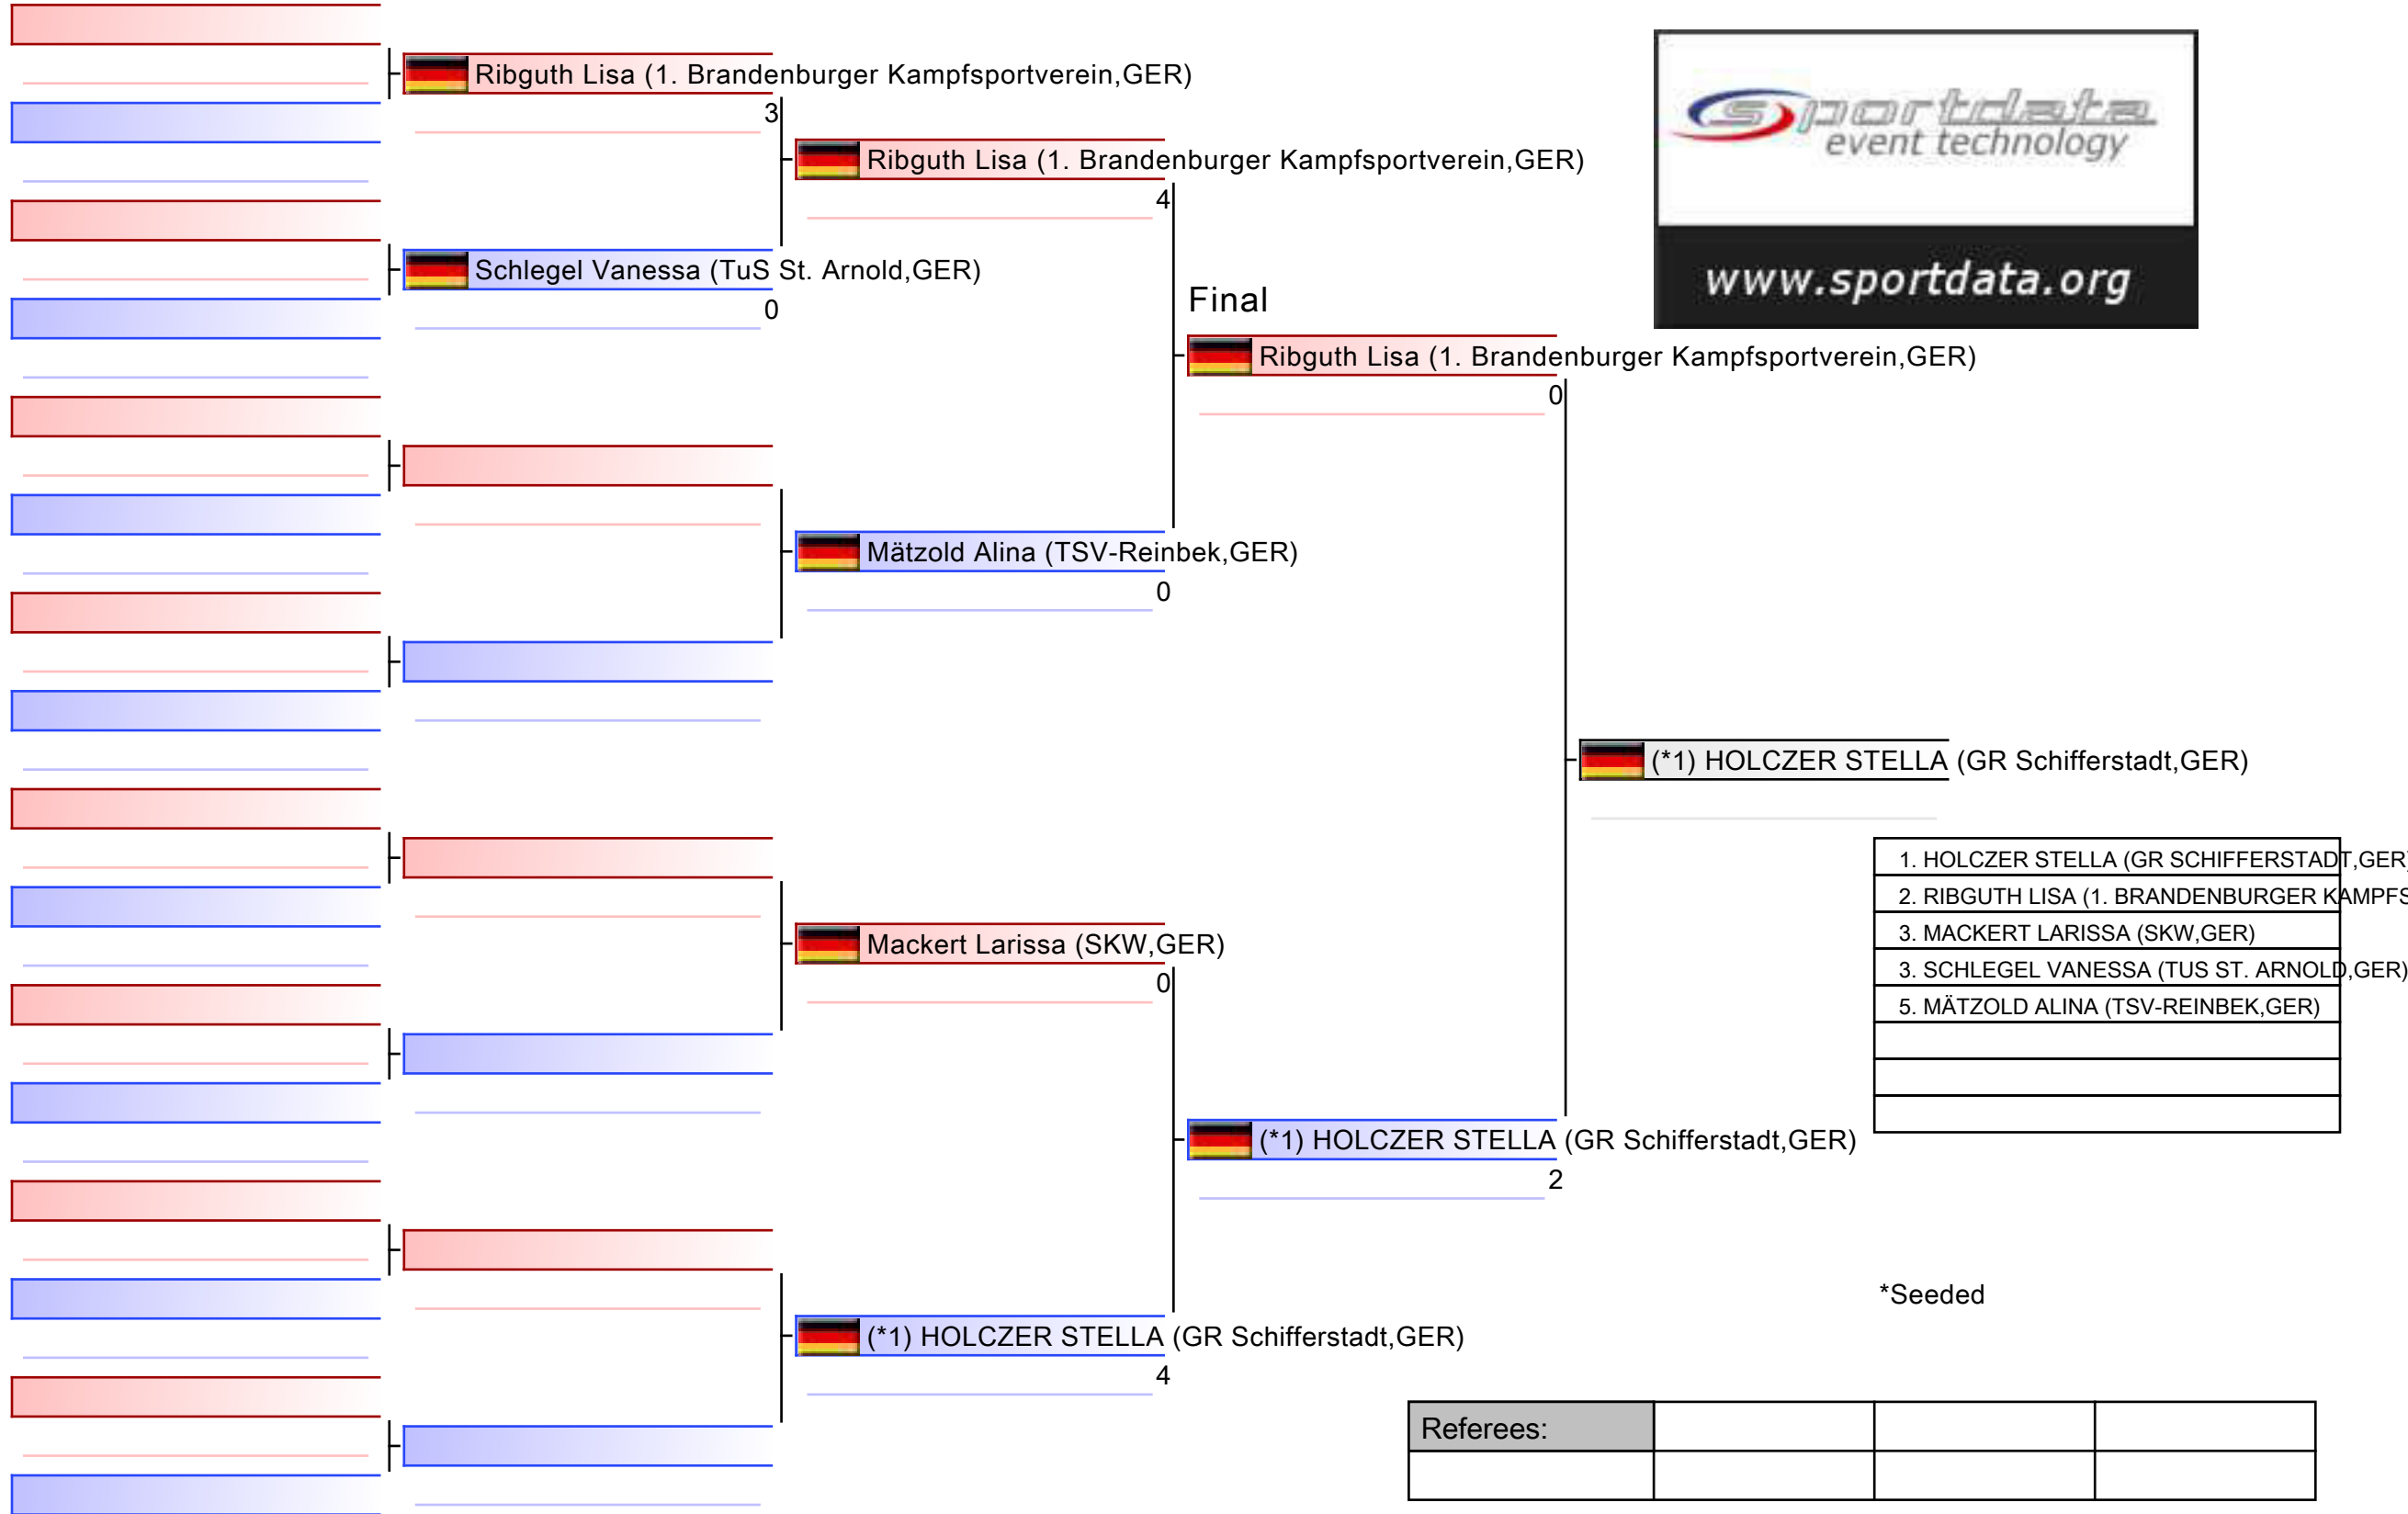 Ribguth Lisa (1. Brandenburger Kampfsportverein,GER)
3
Ribguth Lisa (1. Brandenburger Kampfsportverein,GER)
4
Schlegel Vanessa (TuS St. Arnold,GER)
0
Final
Ribguth Lisa (1. Brandenburger Kampfsportverein,GER)
0
Mätzold Alina (TSV-Reinbek,GER)
0
(*1) HOLCZER STELLA (GR Schifferstadt,GER)
Mackert Larissa (SKW,GER)
0
(*1) HOLCZER STELLA (GR Schifferstadt,GER)
2
(*1) HOLCZER STELLA (GR Schifferstadt,GER)
4
sportdata
event technology
www.sportdata.org
1. HOLCZER STELLA (GR SCHIFFERSTADT,GER)
2. RIBGUTH LISA (1. BRANDENBURGER KAMPFS
3. MACKERT LARISSA (SKW,GER)
3. SCHLEGEL VANESSA (TUS ST. ARNOLD,GER)
5. MÄTZOLD ALINA (TSV-REINBEK,GER)
*Seeded
Referees: